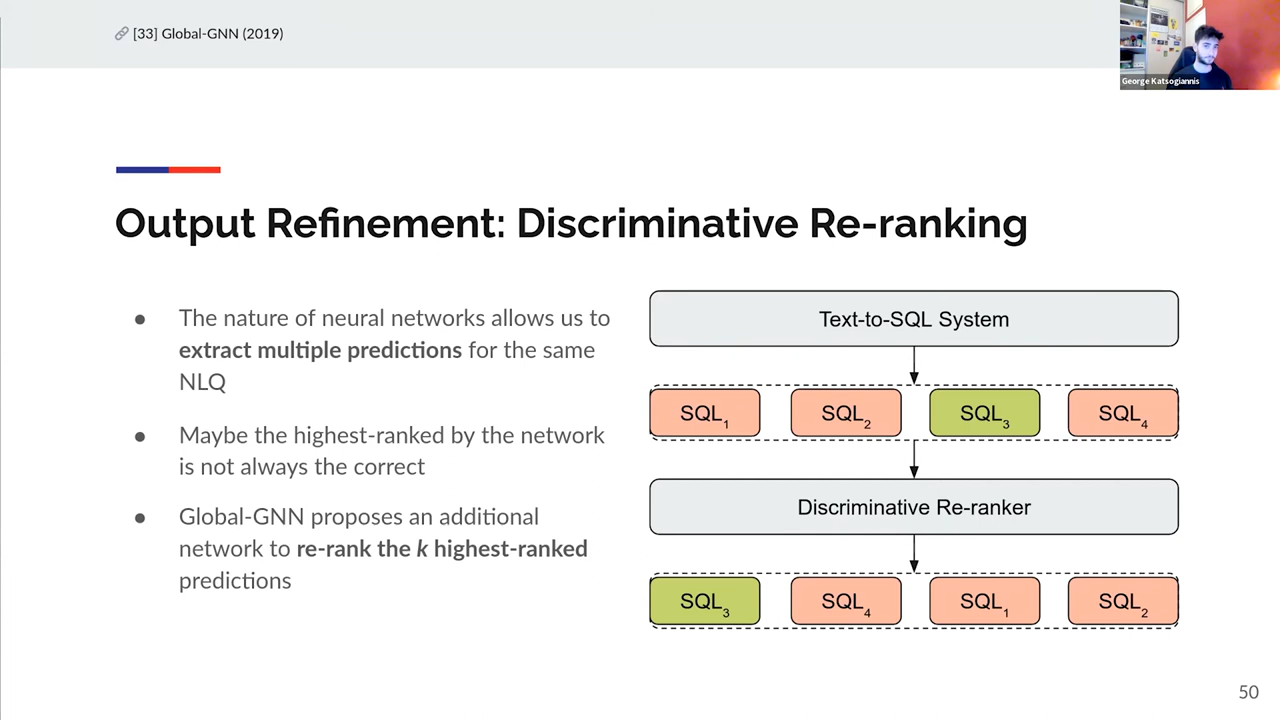 [33] Global-GNN (2019)
George Katsogiannis
Output Refinement: Discriminative Re-ranking
● The nature of neural networks allows us to
extract multiple predictions for the same
NLQ
● Maybe the highest-ranked by the network
is not always the correct
● Global-GNN proposes an additional
network to re-rank the k highest-ranked
predictions
Text-to-SQL System
SQL1 SQL2 SQL3 SQL4
Discriminative Re-ranker
SQL3 SQL4 SQL1 SQL2
50